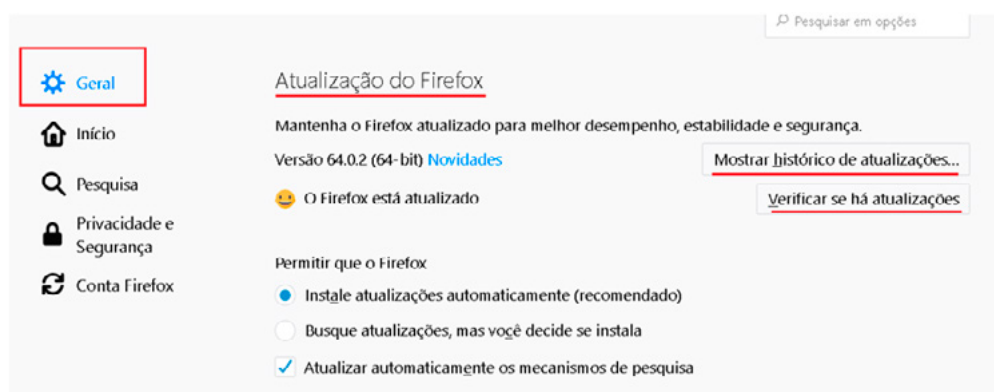 Pesquisar em opções
Geral
Início
Pesquisa
Privacidade e
Segurança
Conta Firefox
Atualização do Firefox
Mantenha o Firefox atualizado para melhor desempenho, estabilidade e segurança.
Versão 64.0.2 (64-bit) Novidades
Mostrar histórico de atualizações...
O Firefox está atualizado
Verificar se há atualizações
Permitir que o Firefox
Instale atualizações automaticamente (recomendado)
Busque atualizações, mas você decide se instala
Atualizar automaticamente os mecanismos de pesquisa